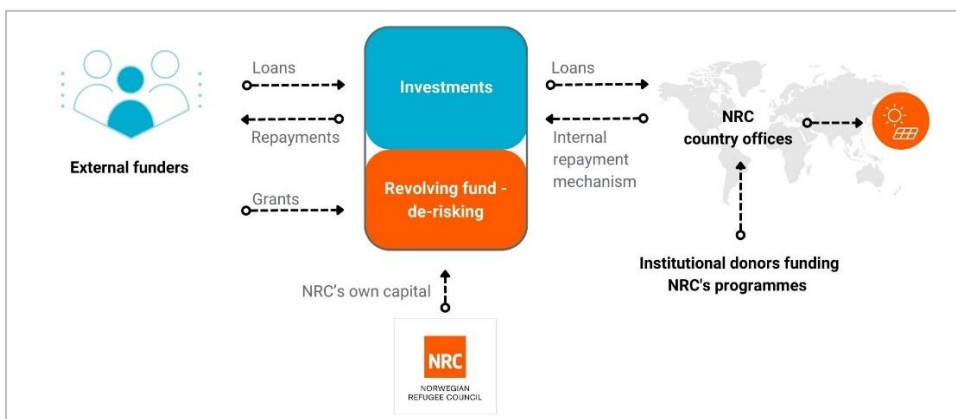 Loans
Repayments
External funders
Grants
Investments
Revolving fund -
de-risking
NRC's own capital
NRC
NORWEGIAN
REFUGEE COUNCIL
Loans
Internal
repayment
mechanism
NRC
country offices
Institutional donors funding
NRC's programmes